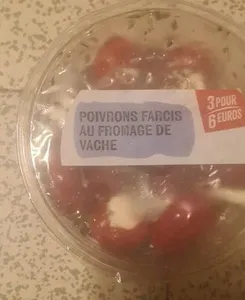 3 POUR
6 EUROS
POIVRONS FARCIS
AU FROMAGE DE
VACHE